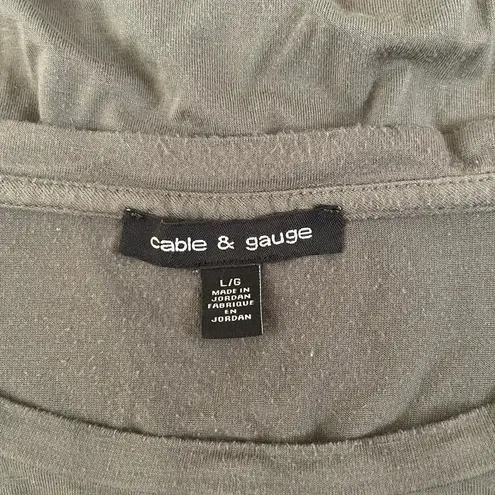 cable & gauge
L/G
MADE IN
JORDAN
FABRIQUE
EN
JORDAN